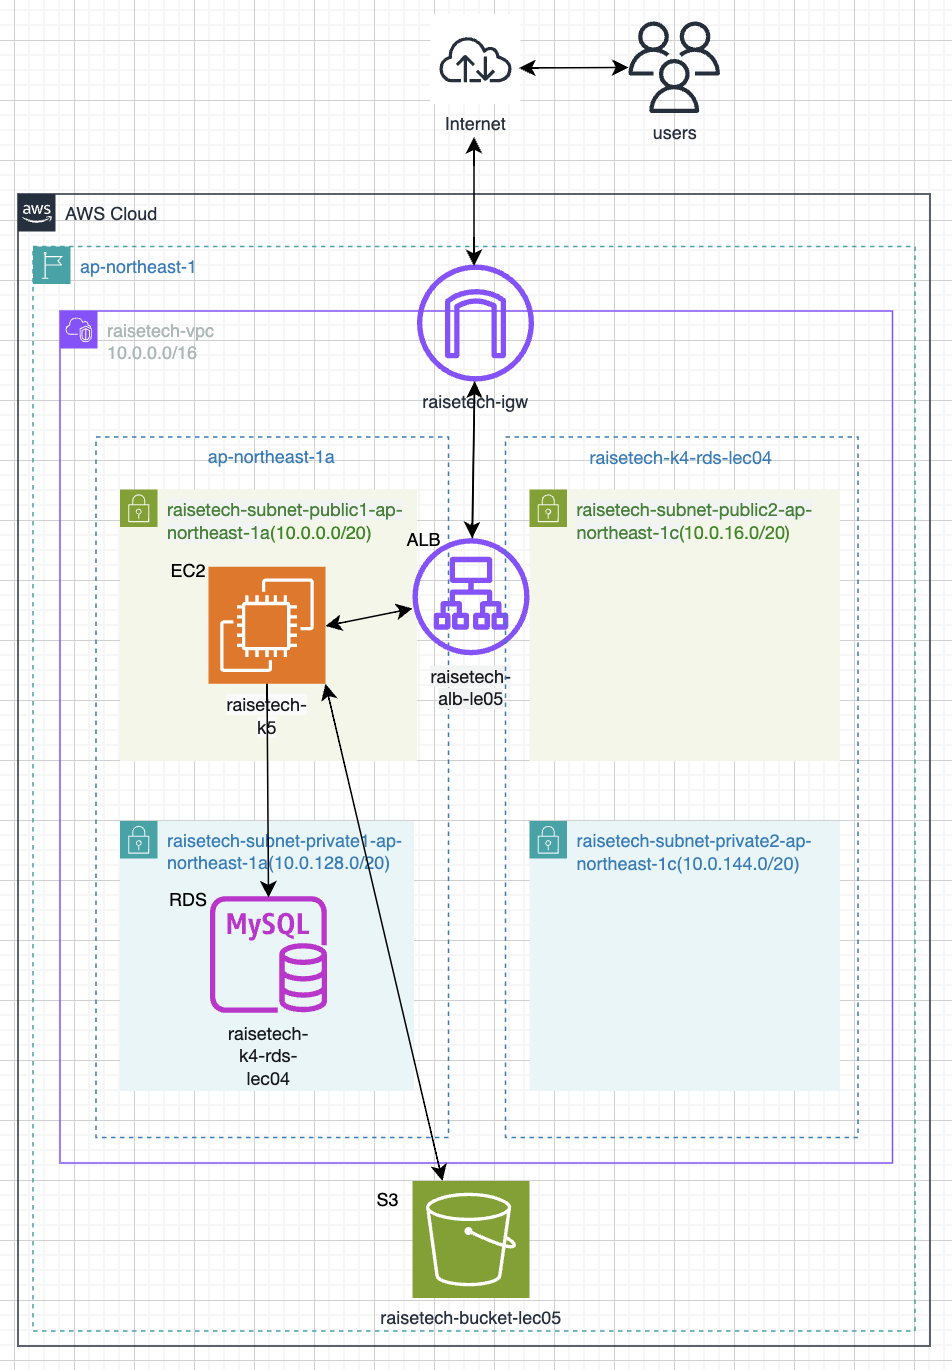 Internet
users
aws
AWS Cloud
ap-northeast-1
raisetech-vpc
10.0.0.0/16
raisetech-igw
ap-northeast-1a
raisetech-k4-rds-lec04
raisetech-subnet-public1-ap-
northeast-1a(10.0.0.0/20)
raisetech-subnet-public2-ap-
northeast-1c(10.0.16.0/20)
ALB
EC2
raisetech-
alb-le05
raisetech-
k5
raisetech-subnet-private1-ap-
northeast-1a(10.0.128.0/20)
raisetech-subnet-private2-ap-
northeast-1c(10.0.144.0/20)
RDS
MySQL
raisetech-
k4-rds-
lec04
S3
raisetech-bucket-lec05